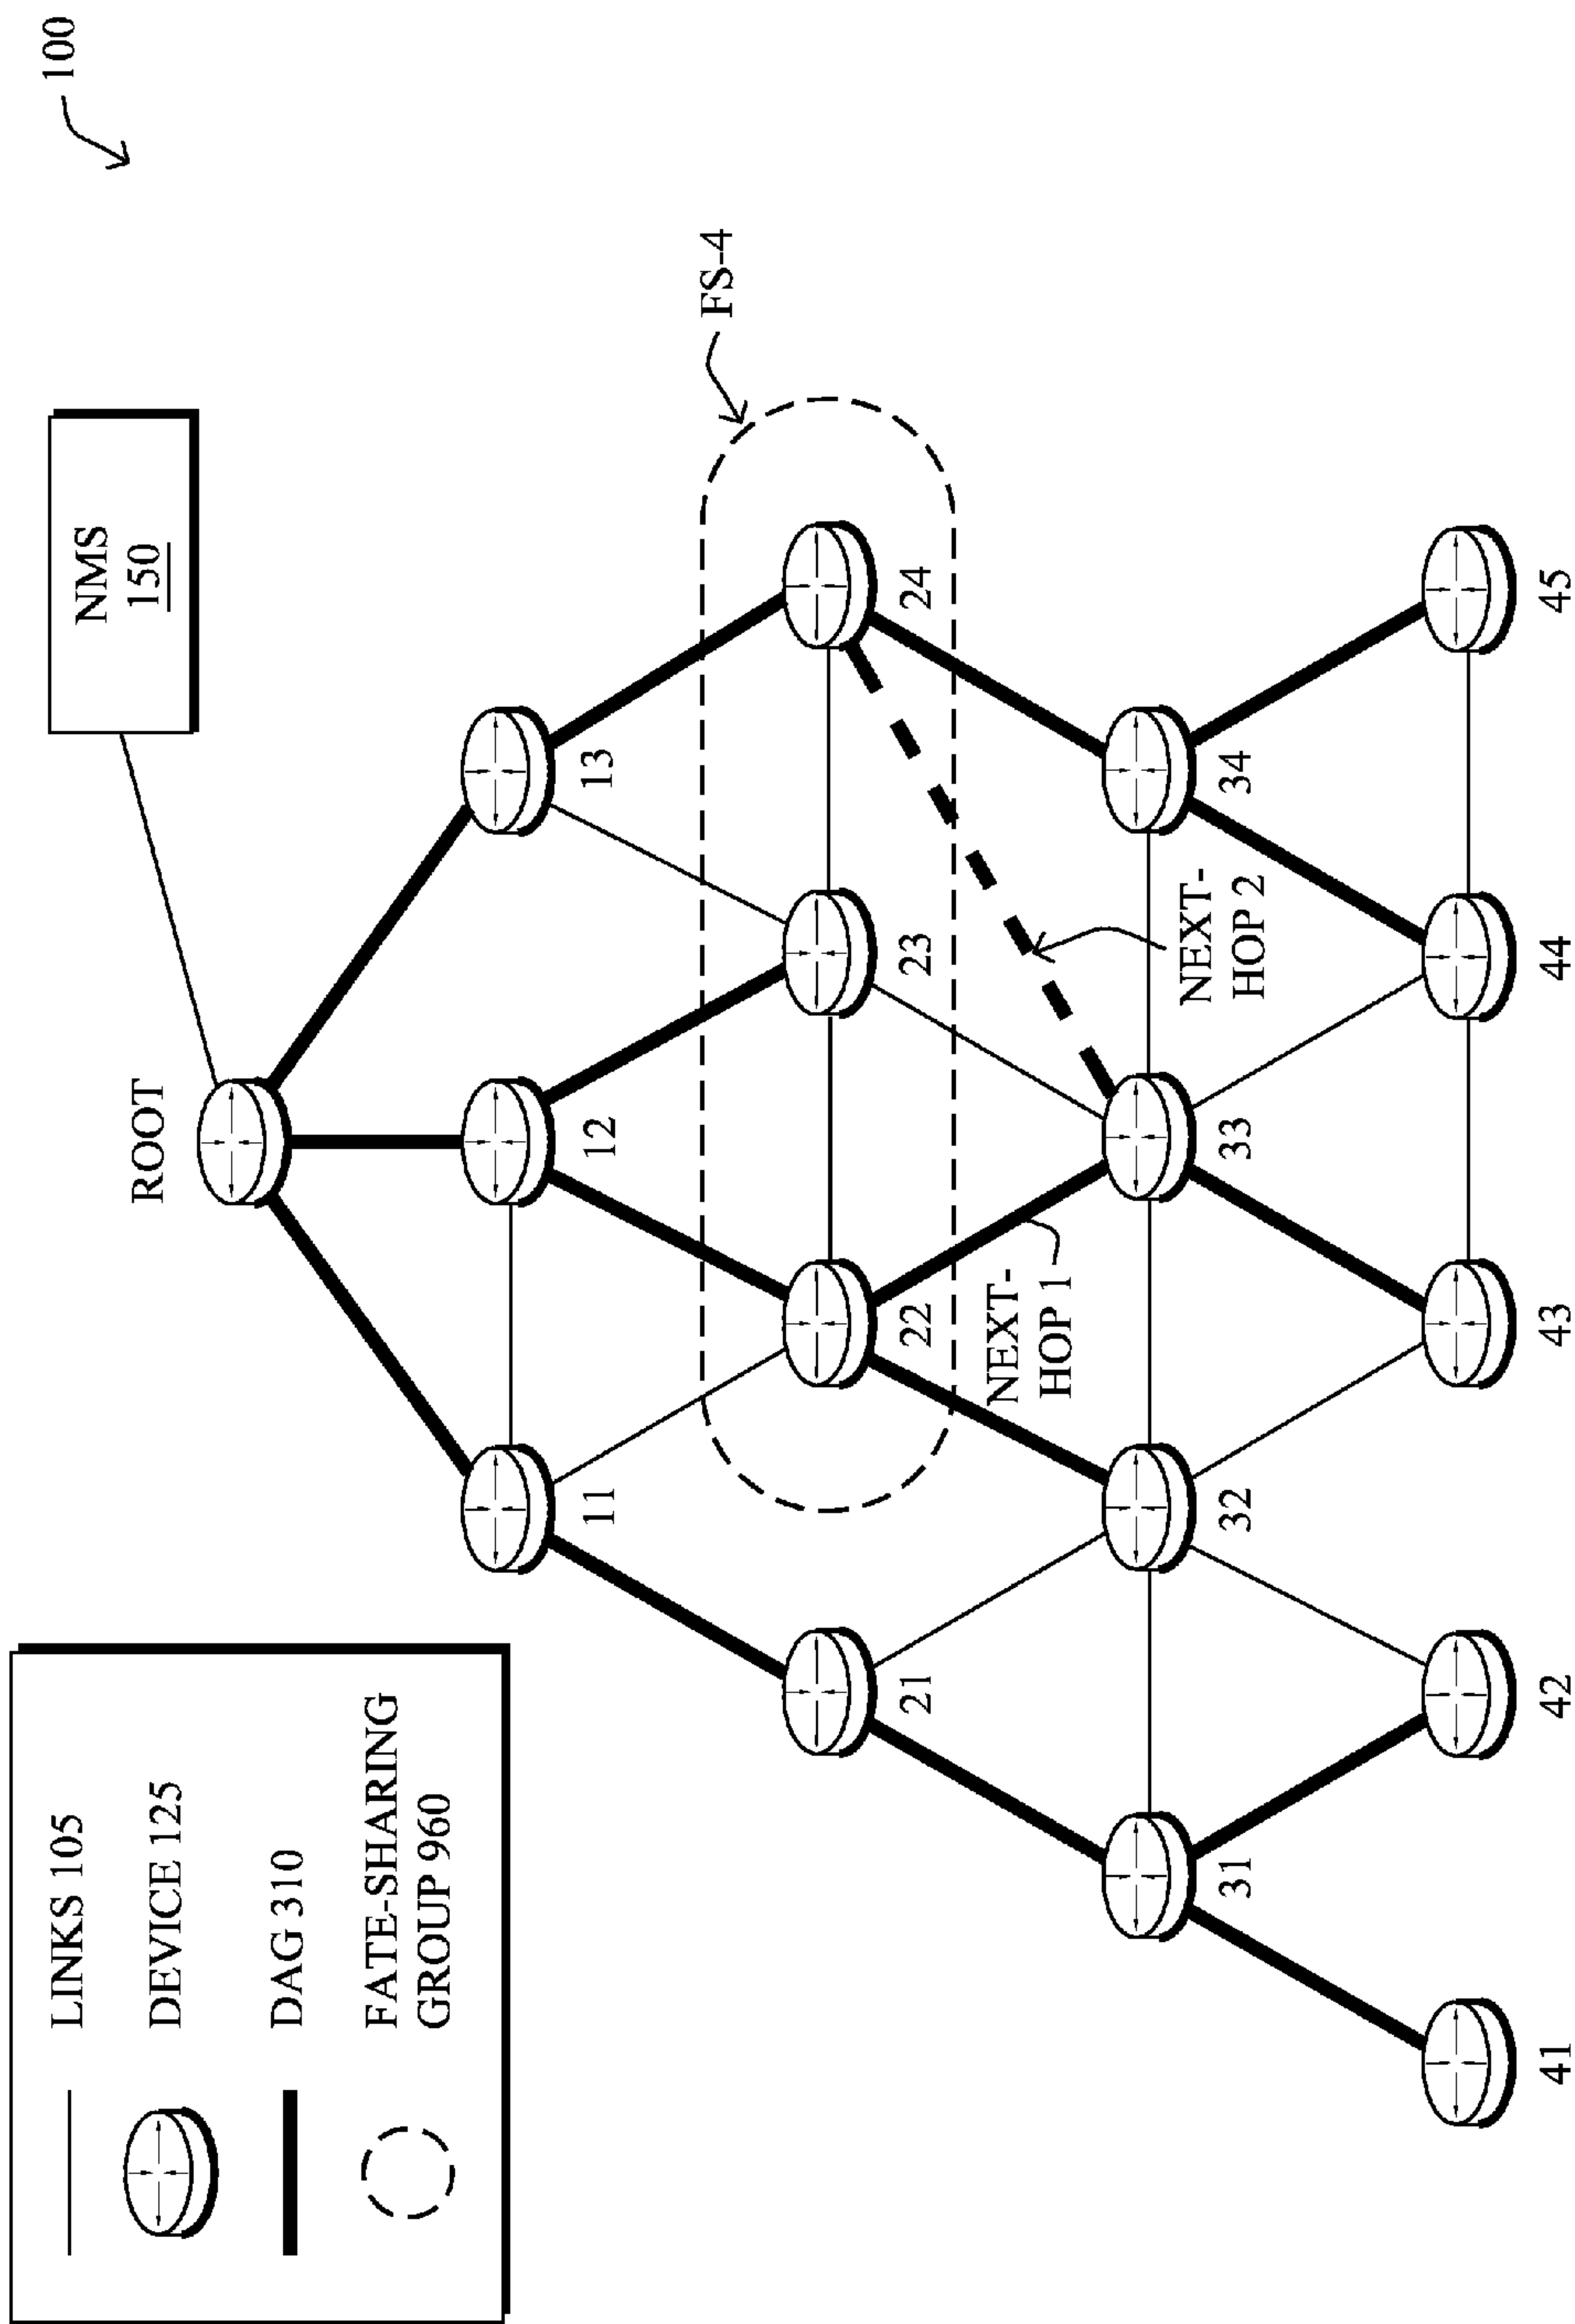 100
NMS
150
ROOT
LINKS 105
DEVICE 125
DAG 310
FATE-SHARING
GROUP 960
11
12
13
FS-4
21
22
23
24
NEXT-
HOP 1
NEXT-
HOP 2
31
32
33
34
41
42
43
44
45